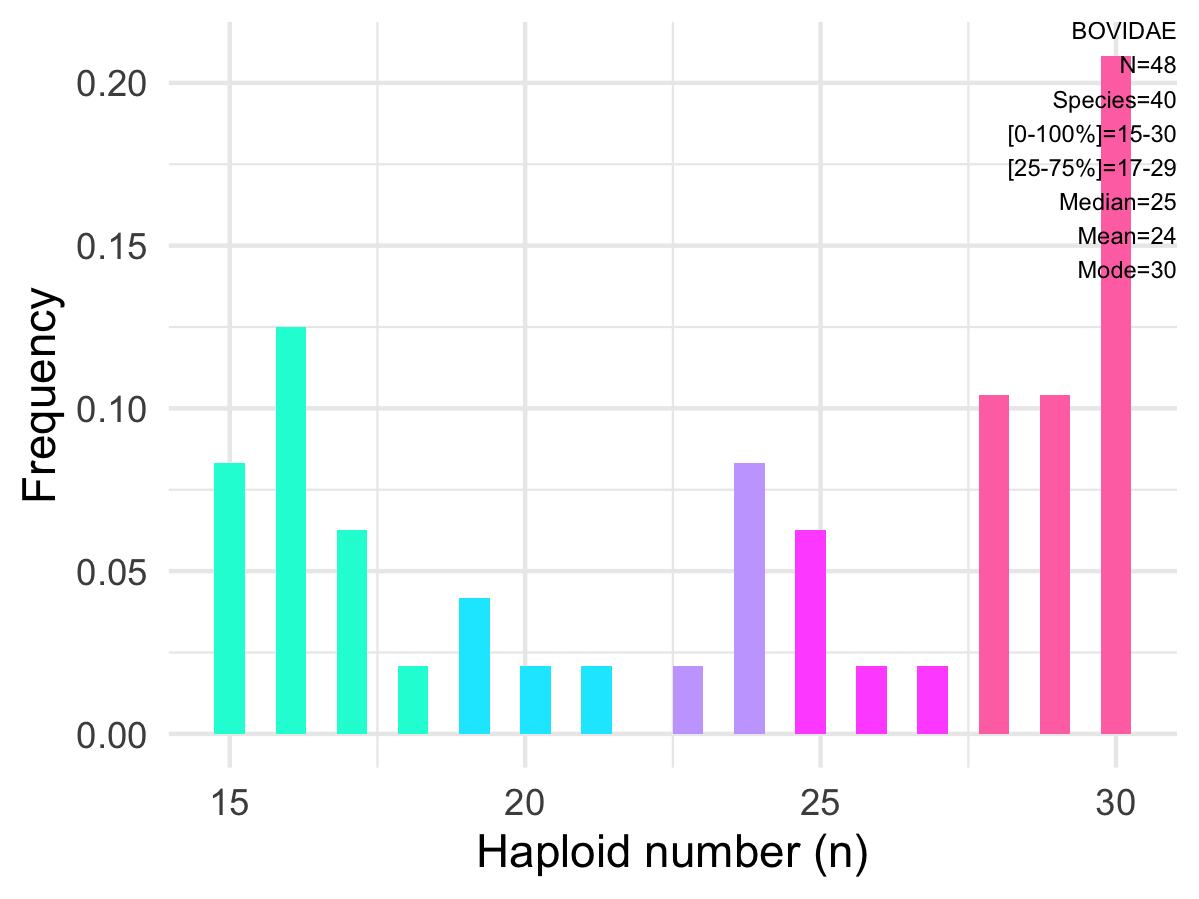 BOVIDAE
N=48
Species=40
[0-100%]=15-30
[25-75%]=17-29
Median=25
Mean=24
Mode=30
0.20
0.15
0.10
0.05
0.00
Frequency
15 20 25 30
Haploid number (n)